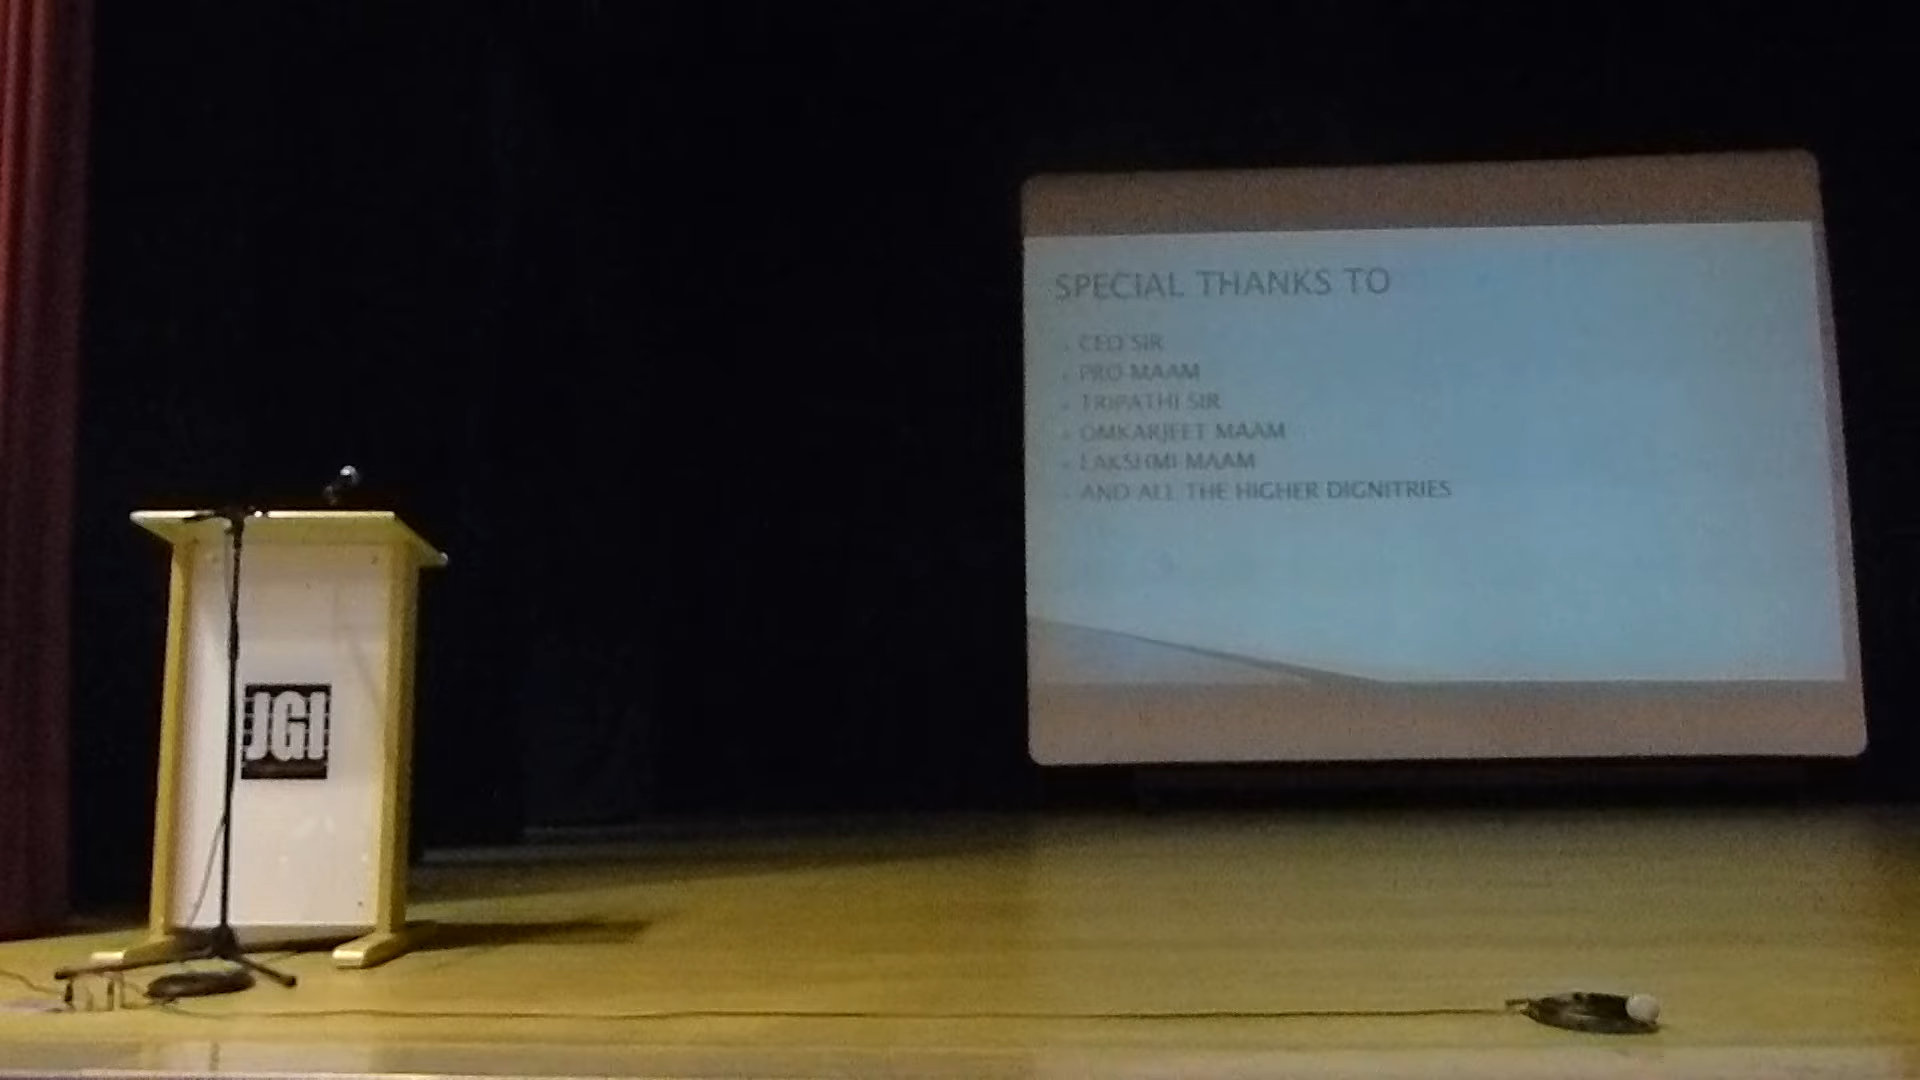 SPECIAL THANKS TO
CEO SIR
PRO MAAM
TRIPATHI SIR
OMKARJEET MAAM
LAKSHMI MAAM
AND ALL THE HIGHER DIGNITRIES
JGI